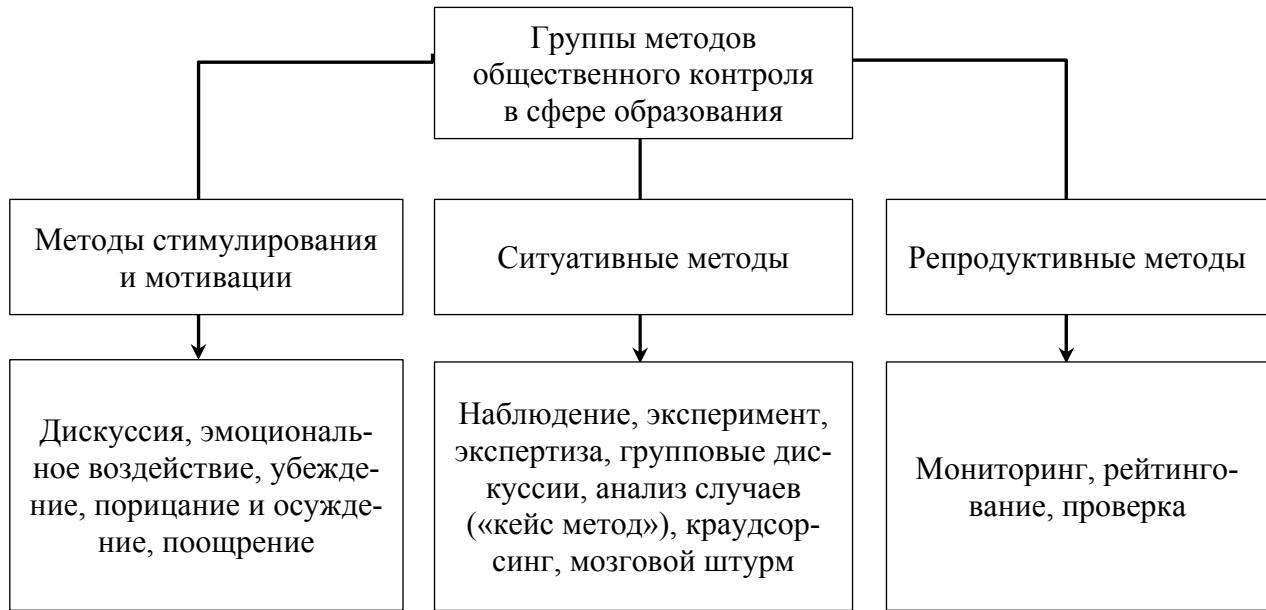 Группы методов
общественного контроля
в сфере образования
Методы стимулирования
и мотивации
Ситуативные методы
Репродуктивные методы
Дискуссия, эмоциональ-
ное воздействие, убежде-
ние, порицание и осужде-
ние, поощрение
Наблюдение, эксперимент,
экспертиза, групповые дис-
куссии, анализ случаев
(«кейс метод»), краудсор-
синг, мозговой штурм
Мониторинг, рейтинго-
вание, проверка